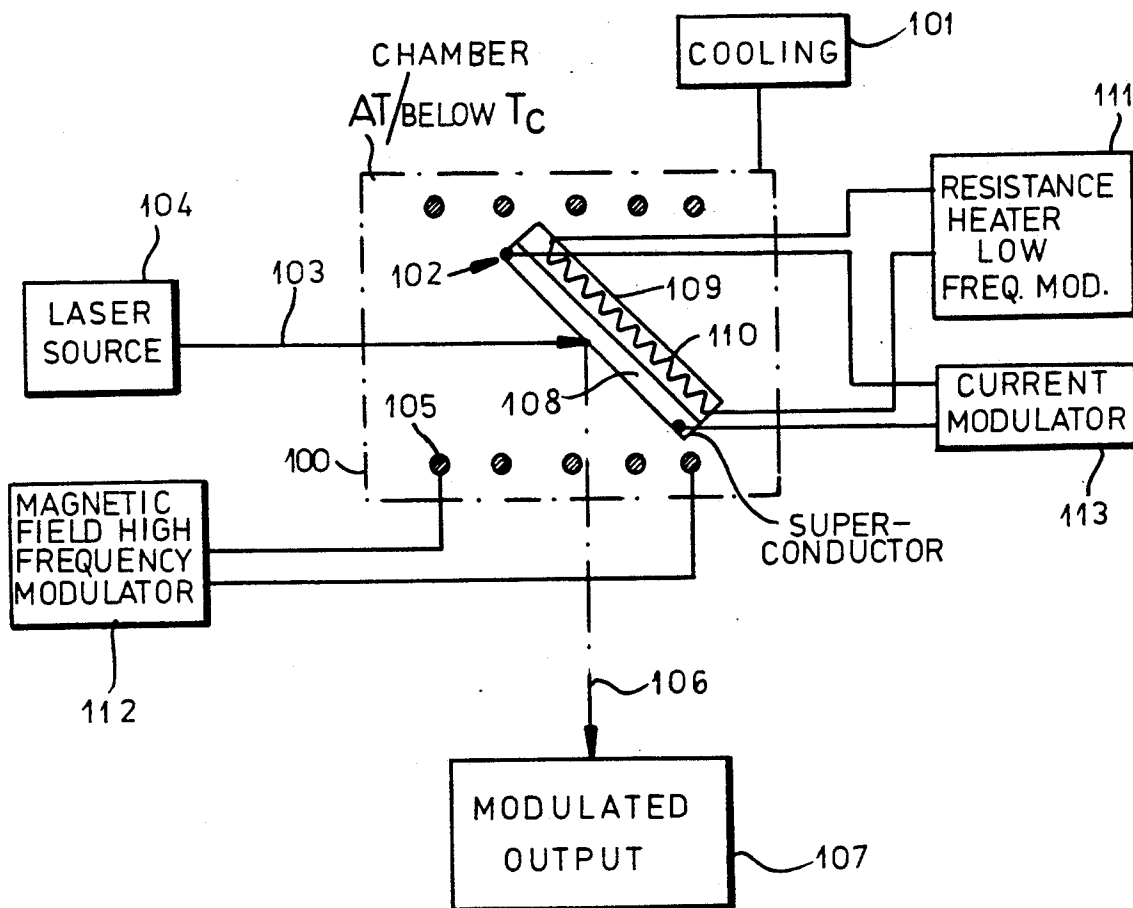 101
COOLING
CHAMBER
AT/BELOW TC
111
RESISTANCE
HEATER
LOW
FREQ. MOD.
104
LASER
SOURCE
103
102
109
110
108
105
100
CURRENT
MODULATOR
113
MAGNETIC
FIELD HIGH
FREQUENCY
MODULATOR
112
SUPER-
CONDUCTOR
106
MODULATED
OUTPUT
107